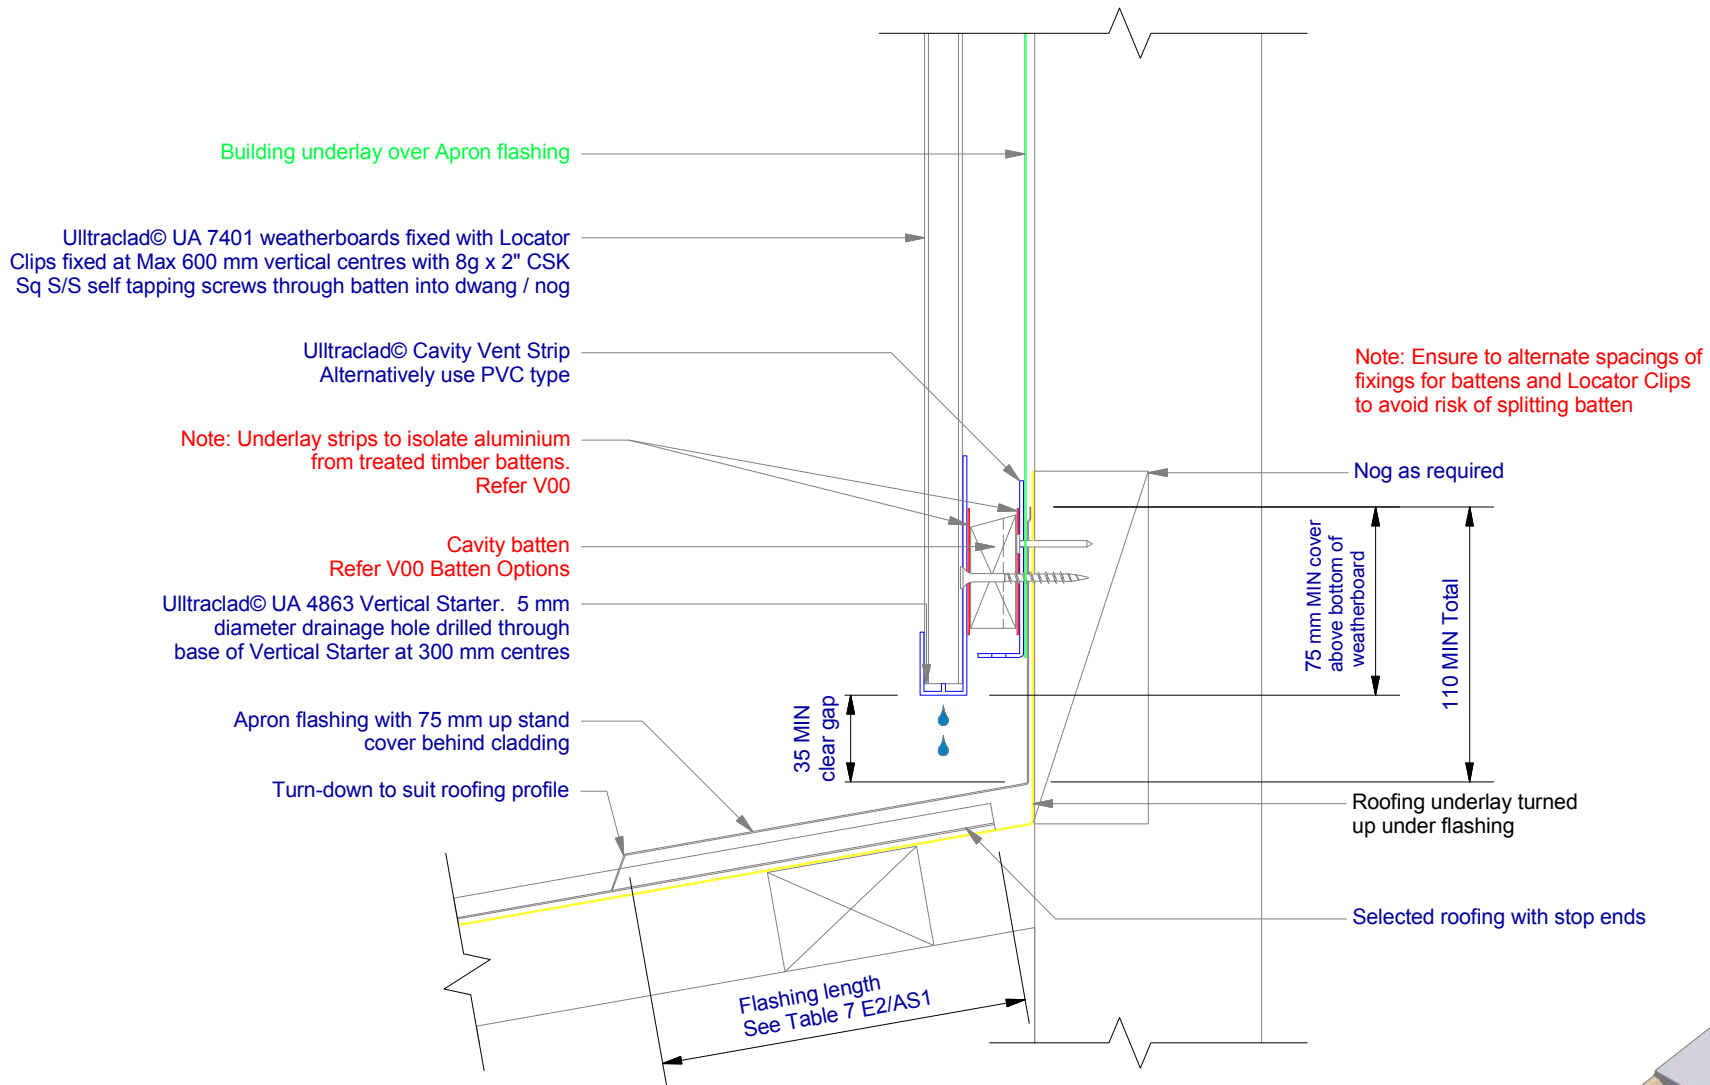 Building underlay over Apron flashing
Ulltraclad© UA 7401 weatherboards fixed with Locator
Clips fixed at Max 600 mm vertical centres with 8g x 2" CSK
Sq S/S self tapping screws through batten into dwang / nog
Ulltraclad© Cavity Vent Strip
Alternatively use PVC type
Note: Underlay strips to isolate aluminium
from treated timber battens.
Refer V00
Cavity batten
Refer V00 Batten Options
Ulltraclad© UA 4863 Vertical Starter.  5 mm
diameter drainage hole drilled through
base of Vertical Starter at 300 mm centres
Apron flashing with 75 mm up stand
cover behind cladding
Turn-down to suit roofing profile
35 MIN
clear gap
Flashing length
See Table 7 E2/AS1
Note: Ensure to alternate spacings of
fixings for battens and Locator Clips
to avoid risk of splitting batten
Nog as required
75 mm MIN cover
above bottom of
weatherboard
110 MIN Total
Roofing underlay turned
up under flashing
Selected roofing with stop ends